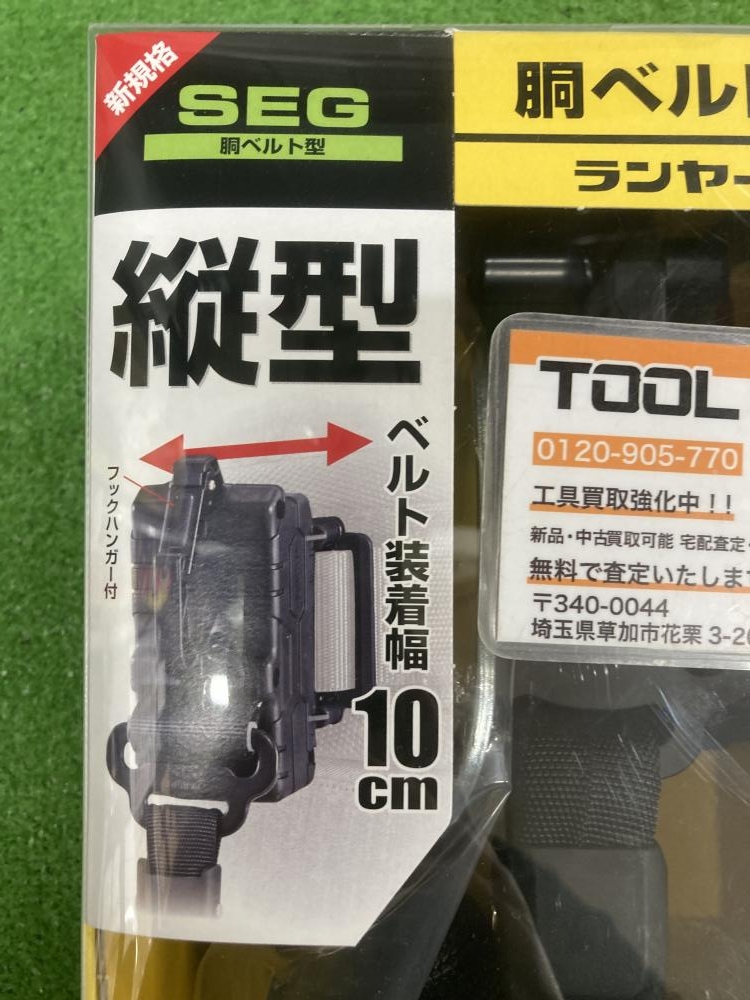 新規格
SEG
胴ベルト型
胴ベル
ランヤー
縦型
ベルト装着幅
10cm
フックハンガー付
TOOL
0120-905-770
工具買取強化中!!
新品・中古買取可能 宅配査定・
無料で査定いたしま
〒340-0044
埼玉県草加市花栗 3-2